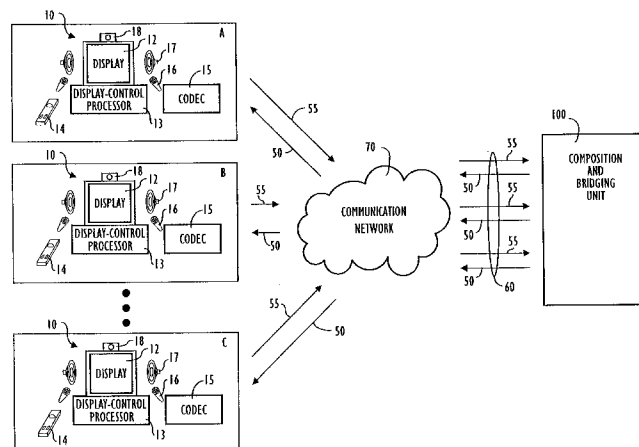 10
18
12
A
17
DISPLAY
16
15
DISPLAY-CONTROL
PROCESSOR
CODEC
14
13
55
50
10
18
12
B
17
DISPLAY
16
15
DISPLAY-CONTROL
PROCESSOR
CODEC
14
13
55
50
10
18
12
C
17
DISPLAY
16
15
DISPLAY-CONTROL
PROCESSOR
CODEC
14
13
55
50
70
COMMUNICATION
NETWORK
55
50
55
50
55
50
60
100
COMPOSITION AND
BRIDGING
UNIT